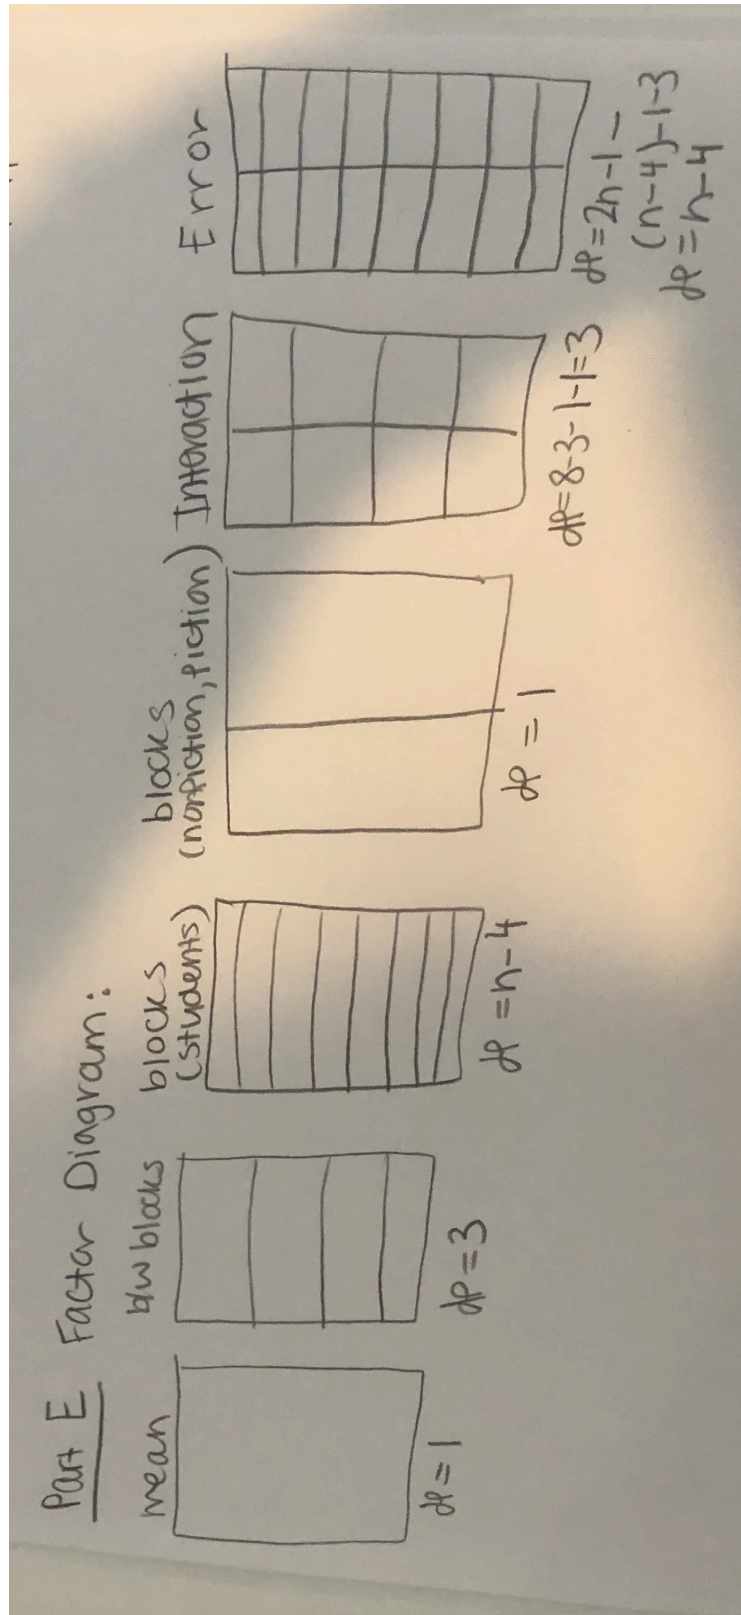 Part E Factor Diagram:
mean
df=1
b/w blocks
df=3
blocks
(students)
df=n-4
blocks
(nonfiction, fiction)
df=1
Interaction
df=8-3-1-1=3
Error
df=2n-1-
(n-4)-1-3
df=n-4